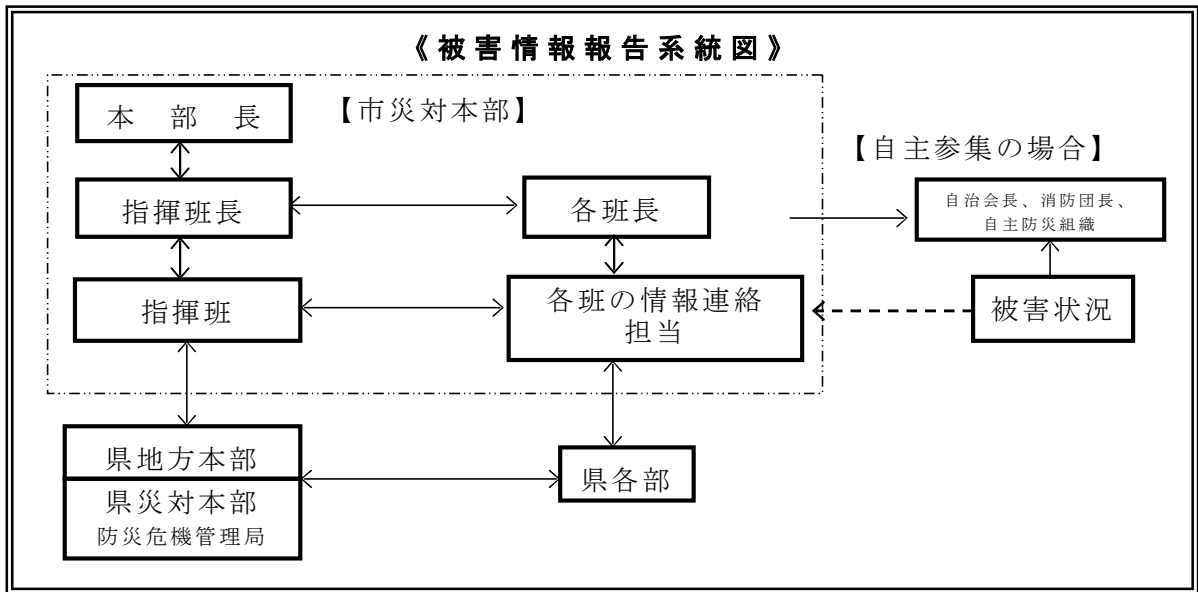 《被害情報報告系統図》
【市災対本部】
本 部 長
【自主参集の場合】
指揮班長
各班長
自治会長、消防団長、
自主防災組織
指揮班
各班の情報連絡
担当
被害状況
県地方本部
県災対本部
防災危機管理局
県各部